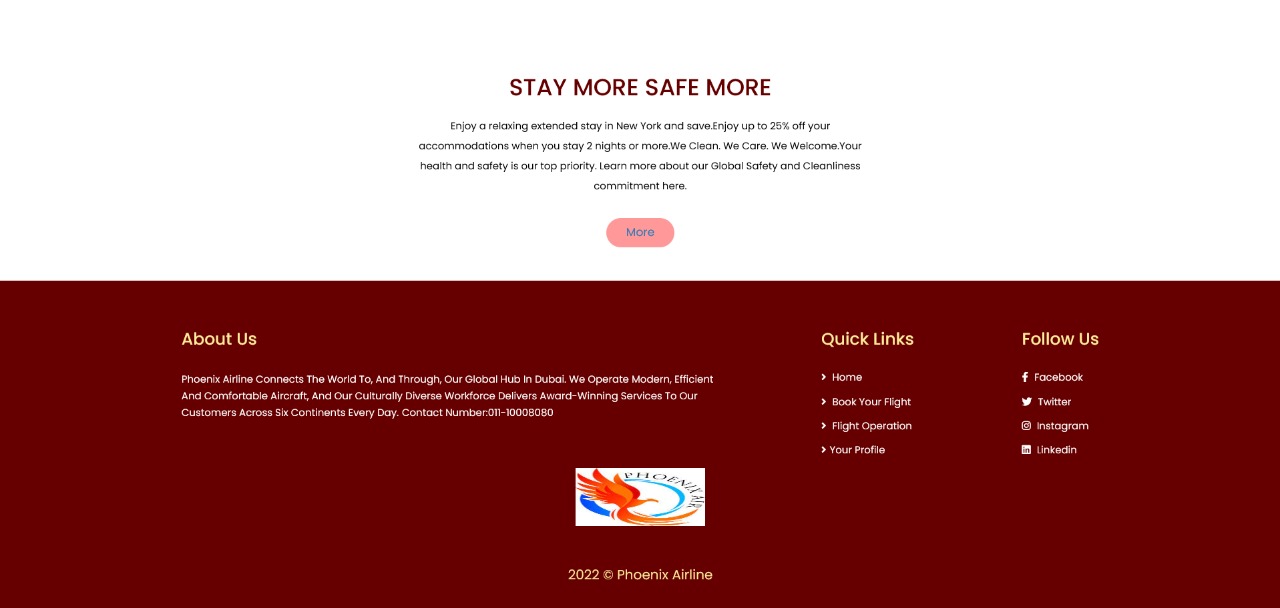 STAY MORE SAFE MORE
Enjoy a relaxing extended stay in New York and save.Enjoy up to 25% off your
accommodations when you stay 2 nights or more.We Clean. We Care. We Welcome.Your
health and safety is our top priority. Learn more about our Global Safety and Cleanliness
commitment here.
More
About Us
Phoenix Airline Connects The World To, And Through, Our Global Hub In Dubai. We Operate Modern, Efficient
And Comfortable Aircraft, And Our Culturally Diverse Workforce Delivers Award-Winning Services To Our
Customers Across Six Continents Every Day. Contact Number:011-10008080
Quick Links
Home
Book Your Flight
Flight Operation
Your Profile
Follow Us
Facebook
Twitter
Instagram
Linkedin
PHOENIX AIR
2022 © Phoenix Airline